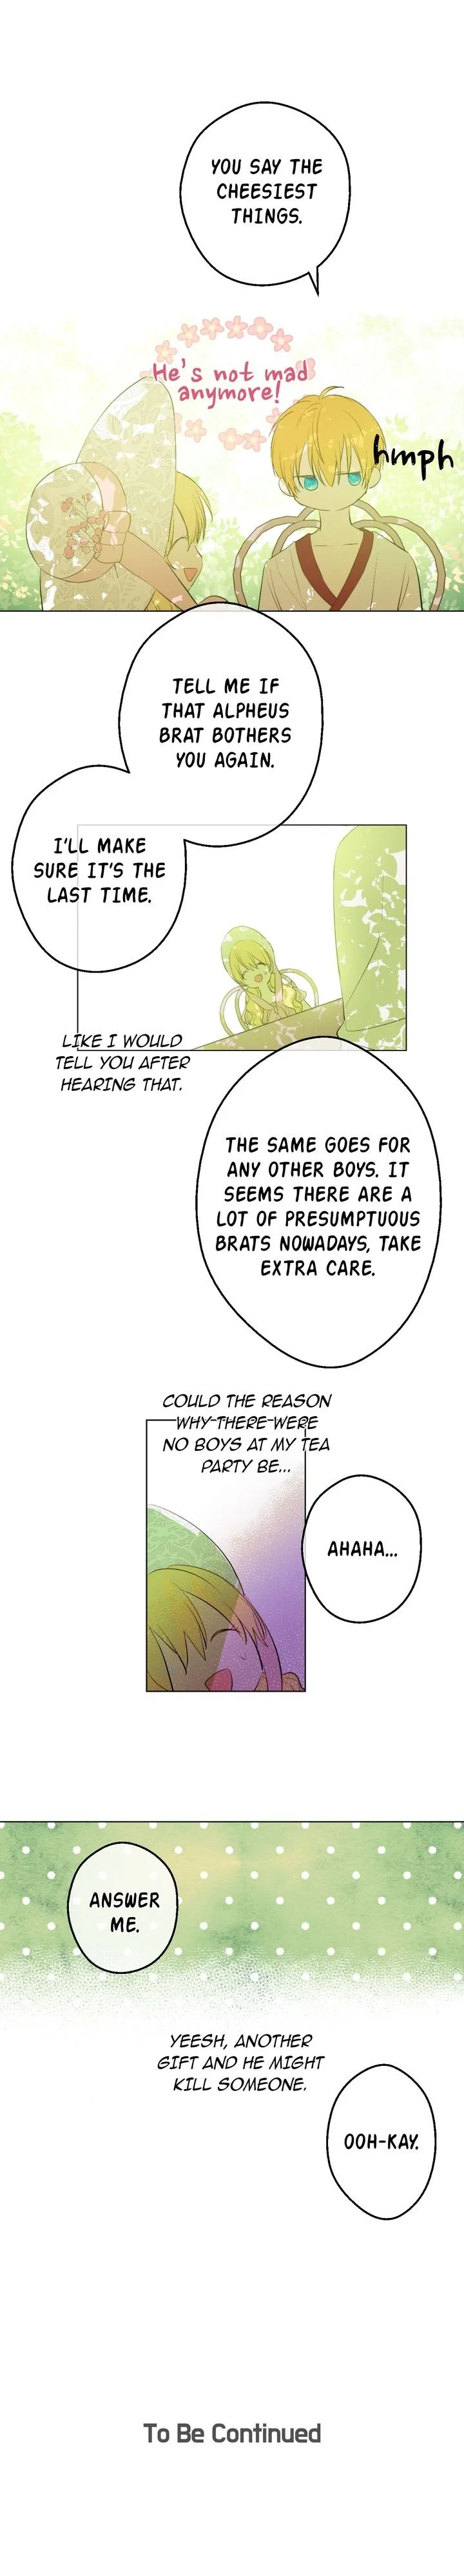 YOU SAY THE
CHEESIEST
THINGS.
He's not mad
anymore!
hmph
TELL ME IF
THAT ALPHEUS
BRAT BOTHERS
YOU AGAIN.
I'LL MAKE
SURE IT'S THE
LAST TIME.
LIKE I WOULD
TELL YOU AFTER
HEARING THAT.
THE SAME GOES FOR
ANY OTHER BOYS. IT
SEEMS THERE ARE A
LOT OF PRESUMPTUOUS
BRATS NOWADAYS, TAKE
EXTRA CARE.
COULD THE REASON
WHY THERE WERE
NO BOYS AT MY TEA
PARTY BE...
AHAHA...
ANSWER
ME.
YEESH, ANOTHER
GIFT AND HE MIGHT
KILL SOMEONE.
OOH-KAY.
To Be Continued